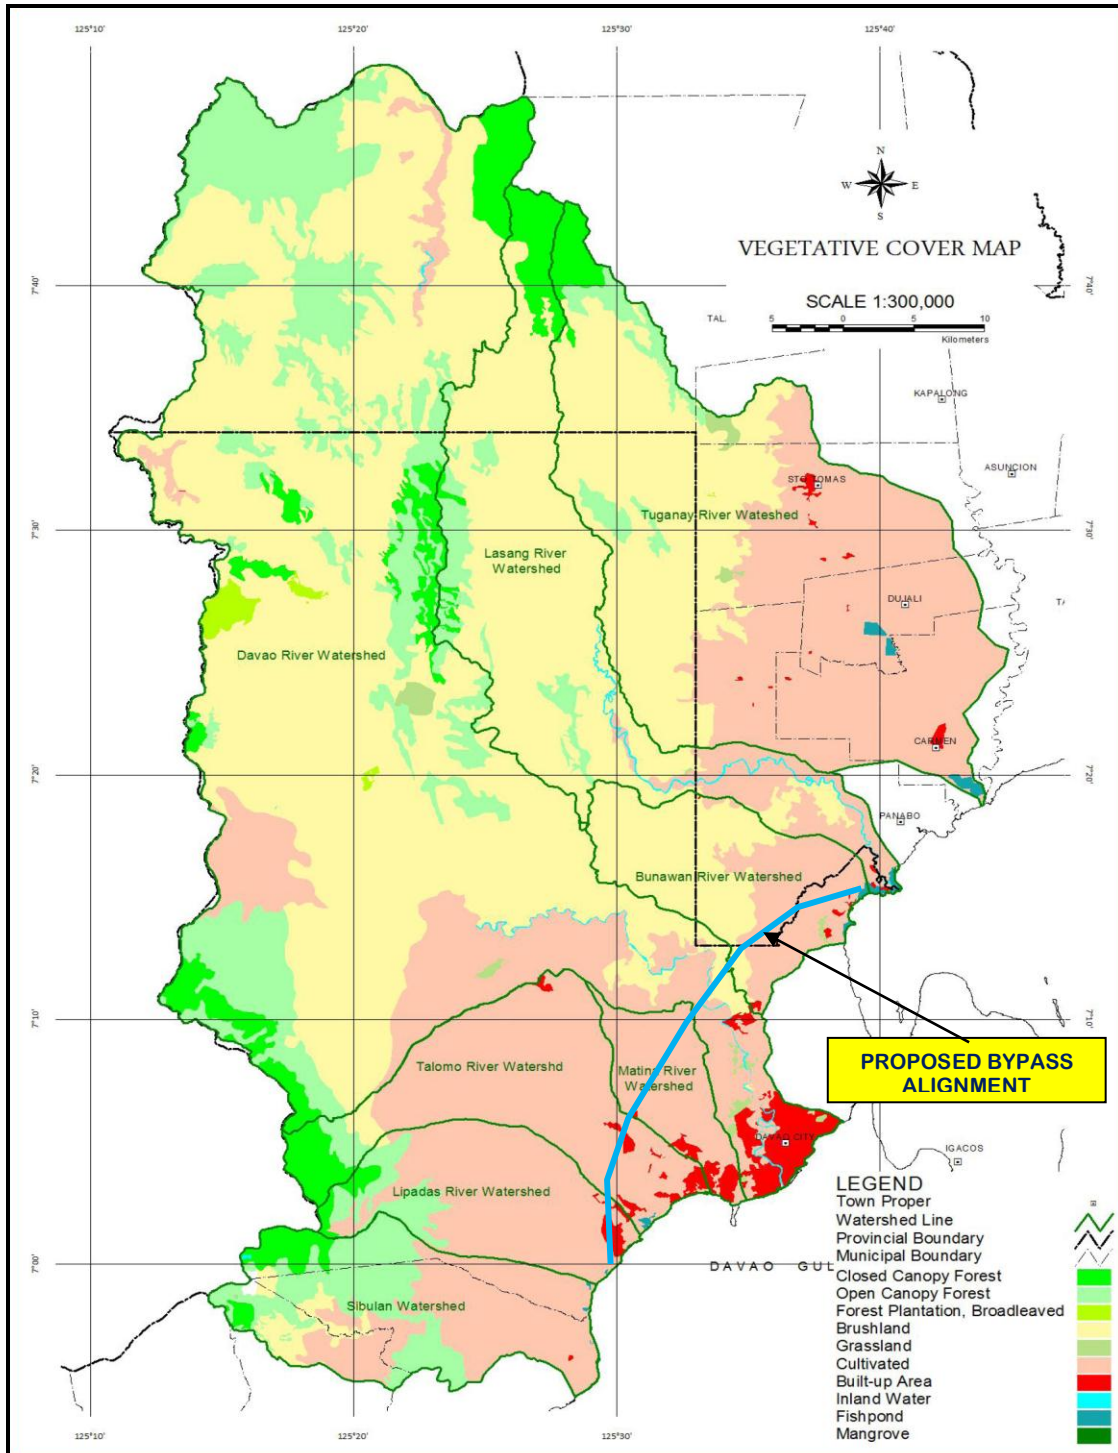 125°10'
125°20'
125°30'
125°40'
N
W
E
S
VEGETATIVE COVER MAP
7°40'
7°40'
SCALE 1:300,000
TAL.
5 0 5 10
Kilometers
KAPALONG
ASUNCION
STO TOMAS
Tuganay River Wateshed
7°30'
7°30'
Lasang River
Watershed
DUJALI
TA
Davao River Watershed
CARMEN
7°20'
7°20'
PANABO
Bunawan River Watershed
7°10'
7°10'
PROPOSED BYPASS
ALIGNMENT
Talomo River Watershd
Matina River
Watershed
DAVAO CITY
IGACOS
Lipadas River Watershed
LEGEND
Town Proper
Watershed Line
Provincial Boundary
Municipal Boundary
7°00'
DAVAO GUL
Closed Canopy Forest
Open Canopy Forest
Forest Plantation, Broadleaved
Sibulan Watershed
Brushland
Grassland
Cultivated
Built-up Area
Inland Water
Fishpond
Mangrove
125°10'
125°20'
125°30'